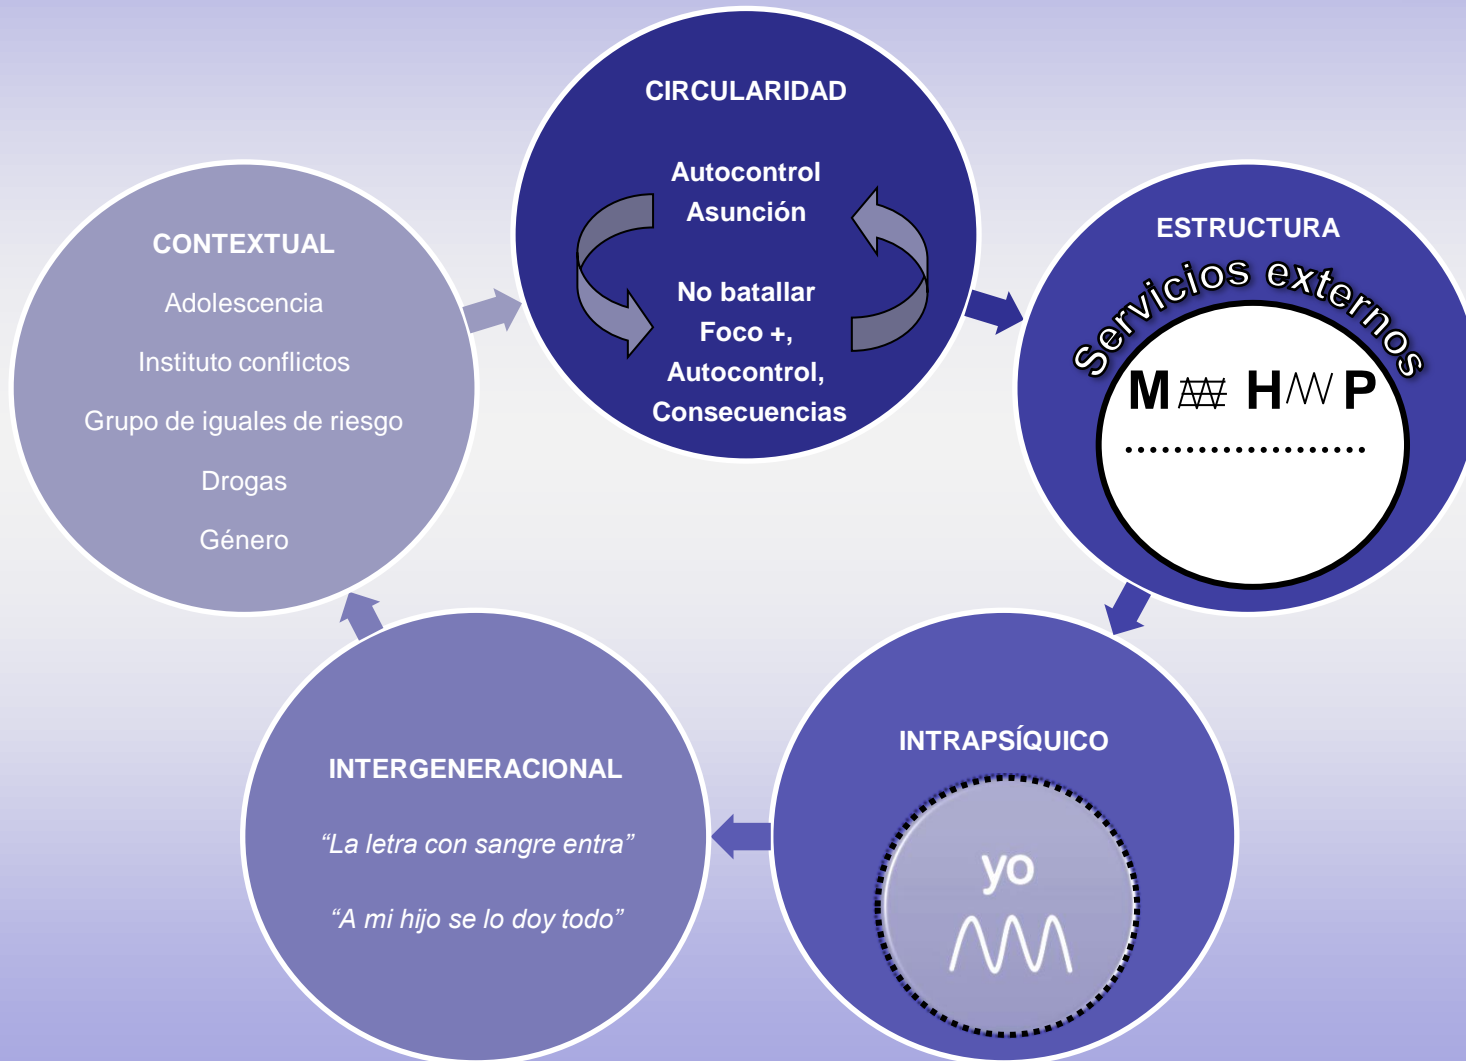 CIRCULARIDAD
Autocontrol
Asunción
No batallar
Foco +,
Autocontrol,
Consecuencias
ESTRUCTURA
Servicios externos
M H P
INTRAPSÍQUICO
yo
INTERGENERACIONAL
“La letra con sangre entra”
“A mi hijo se lo doy todo”
CONTEXTUAL
Adolescencia
Instituto conflictos
Grupo de iguales de riesgo
Drogas
Género